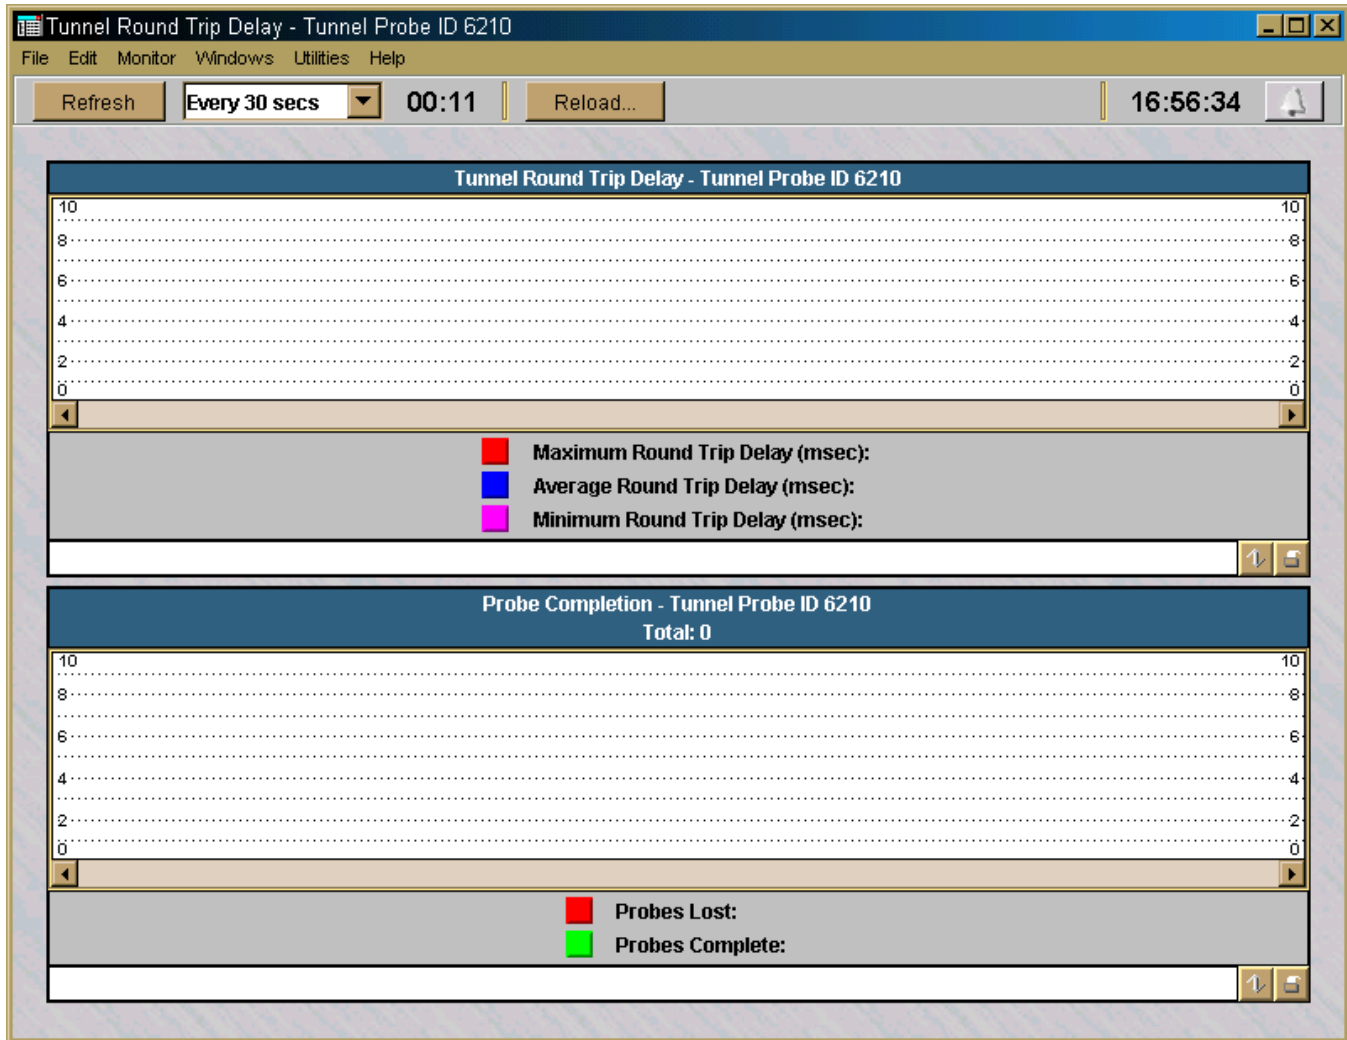 Tunnel Round Trip Delay - Tunnel Probe ID 6210
File Edit Monitor Windows Utilities Help
Refresh Every 30 secs 00:11 Reload... 16:56:34
Tunnel Round Trip Delay - Tunnel Probe ID 6210
10 10
8 8
6 6
4 4
2 2
0 0
Maximum Round Trip Delay (msec):
Average Round Trip Delay (msec):
Minimum Round Trip Delay (msec):
Probe Completion - Tunnel Probe ID 6210
Total: 0
10 10
8 8
6 6
4 4
2 2
0 0
Probes Lost:
Probes Complete: